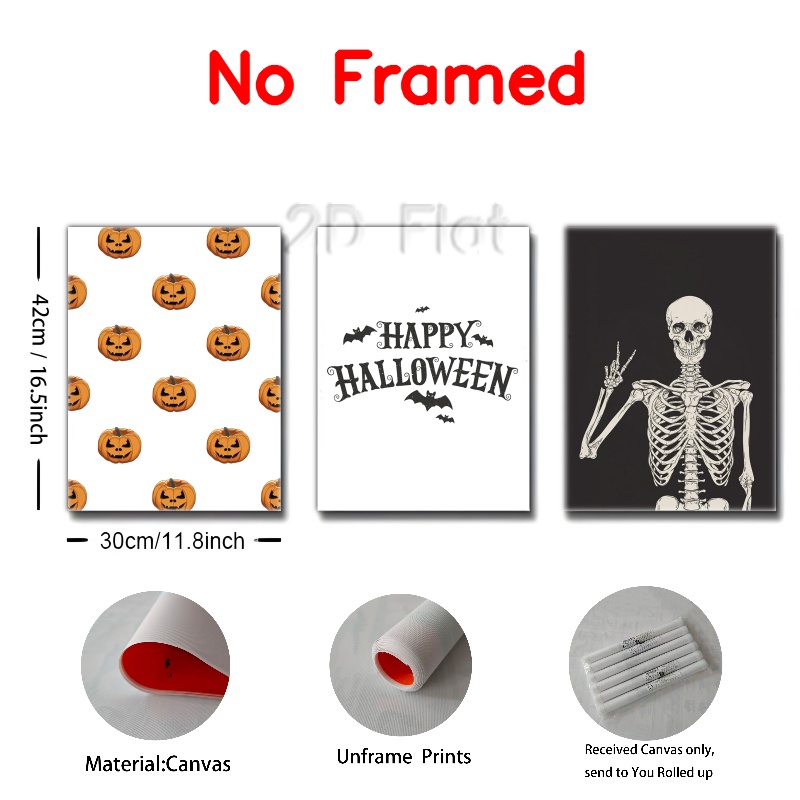 No Framed
2D Flat
42cm / 16.5inch
HAPPY
HALLOWEEN
30cm/11.8inch
Material:Canvas
Unframe Prints
Received Canvas only,
send to You Rolled up